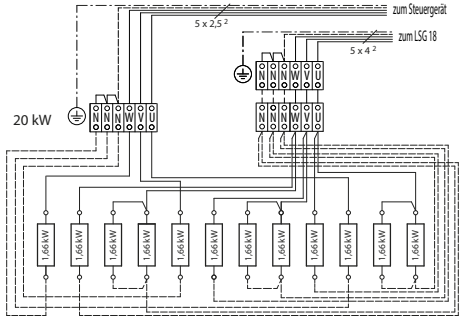 zum Steuergerät
5 x 2,5 ²
zum LSG 18
5 x 4 ²
N N N W V U
20 kW
N N N W V U
N N N W V U
1,66 kW 1,66 kW 1,66 kW 1,66 kW 1,66 kW 1,66 kW 1,66 kW 1,66 kW 1,66 kW 1,66 kW 1,66 kW 1,66 kW